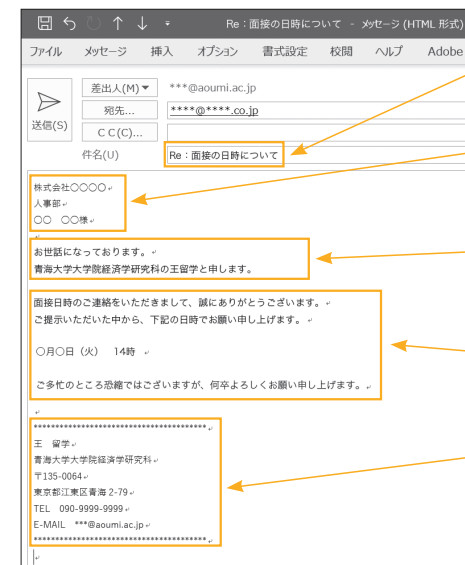 Re：面接の日時について - メッセージ (HTML 形式)
ファイル メッセージ 挿入 オプション 書式設定 校閲 ヘルプ Adobe
送信(S)
差出人(M)▼ ***@aoumi.ac.jp
宛先... ****@****.co.jp
ＣＣ(C)...
件名(U) Re：面接の日時について
株式会社〇〇〇〇
人事部
〇〇　〇〇様
お世話になっております。
青海大学大学院経済学研究科の王留学と申します。
面接日時のご連絡をいただきまして、誠にありがとうございます。
ご提示いただいた中から、下記の日時でお願い申し上げます。
〇月〇日（火）　14時
ご多忙のところ恐縮ではございますが、何卒よろしくお願い申し上げます。
****************************************
王　留学
青海大学大学院経済学研究科
〒135-0064
東京都江東区青海 2-79
TEL　090-9999-9999
E-MAIL　***@aoumi.ac.jp
****************************************